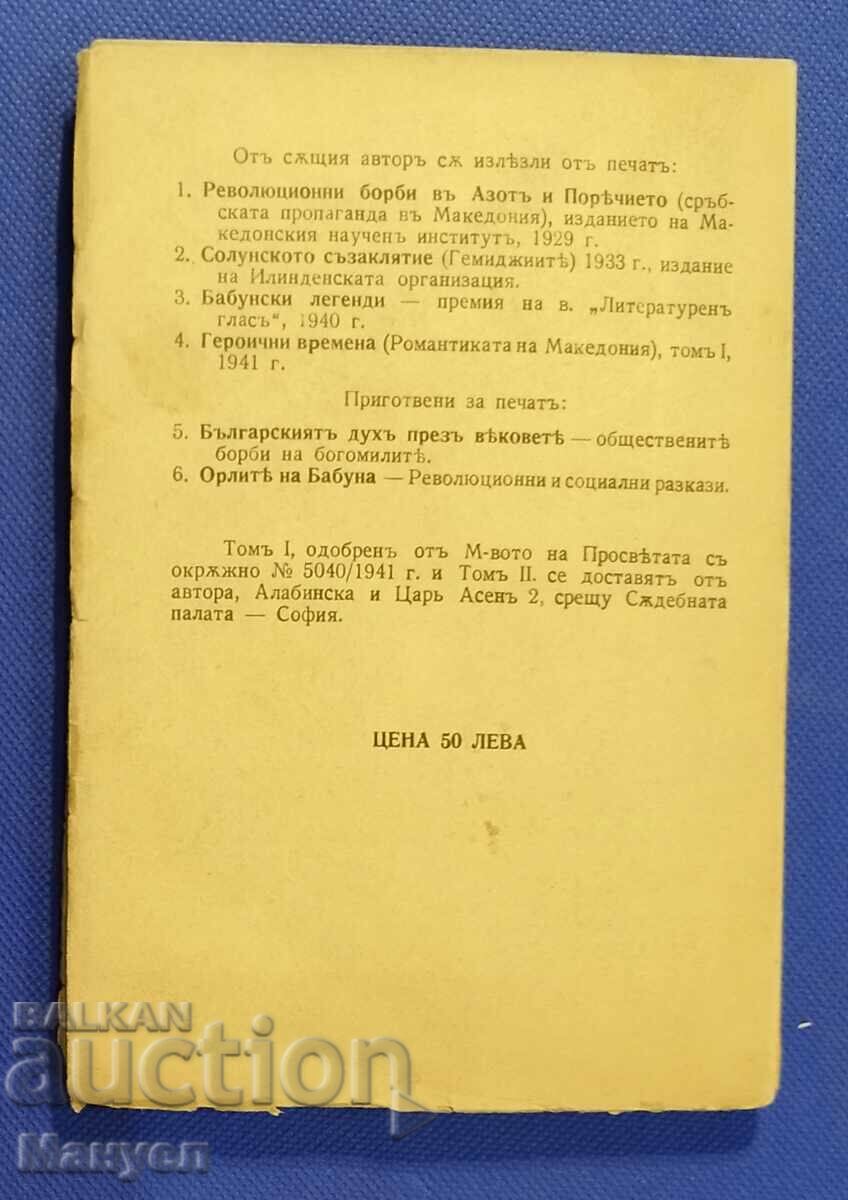 Отъ сѫщия авторъ сѫ излѣзли отъ печатъ:
1. Революционни борби въ Азотъ и Порѣчието (сръб-
ската пропаганда въ Македония), изданието на Ма-
кедонския наученъ институтъ, 1929 г.
2. Солунското съзаклятие (Гемиджиитѣ) 1933 г., издание
на Илинденската организация.
3. Бабунски легенди — премия на в. „Литературенъ
гласъ“, 1940 г.
4. Героични времена (Романтиката на Македония), томъ I,
1941 г.
Приготвени за печатъ:
5. Българскиятъ духъ презъ вѣковетѣ — общественитѣ
борби на богомилитѣ.
6. Орлитѣ на Бабуна — Революционни и социални разкази.
Томъ I, одобренъ отъ М-вото на Просвѣтата съ
окрѫжно № 5040/1941 г. и Томъ II. се доставятъ отъ
автора, Алабинска и Царь Асенъ 2, срещу Сѫдебната
палата — София.
ЦЕНА 50 ЛЕВА
BALKAN
auction
Мануел